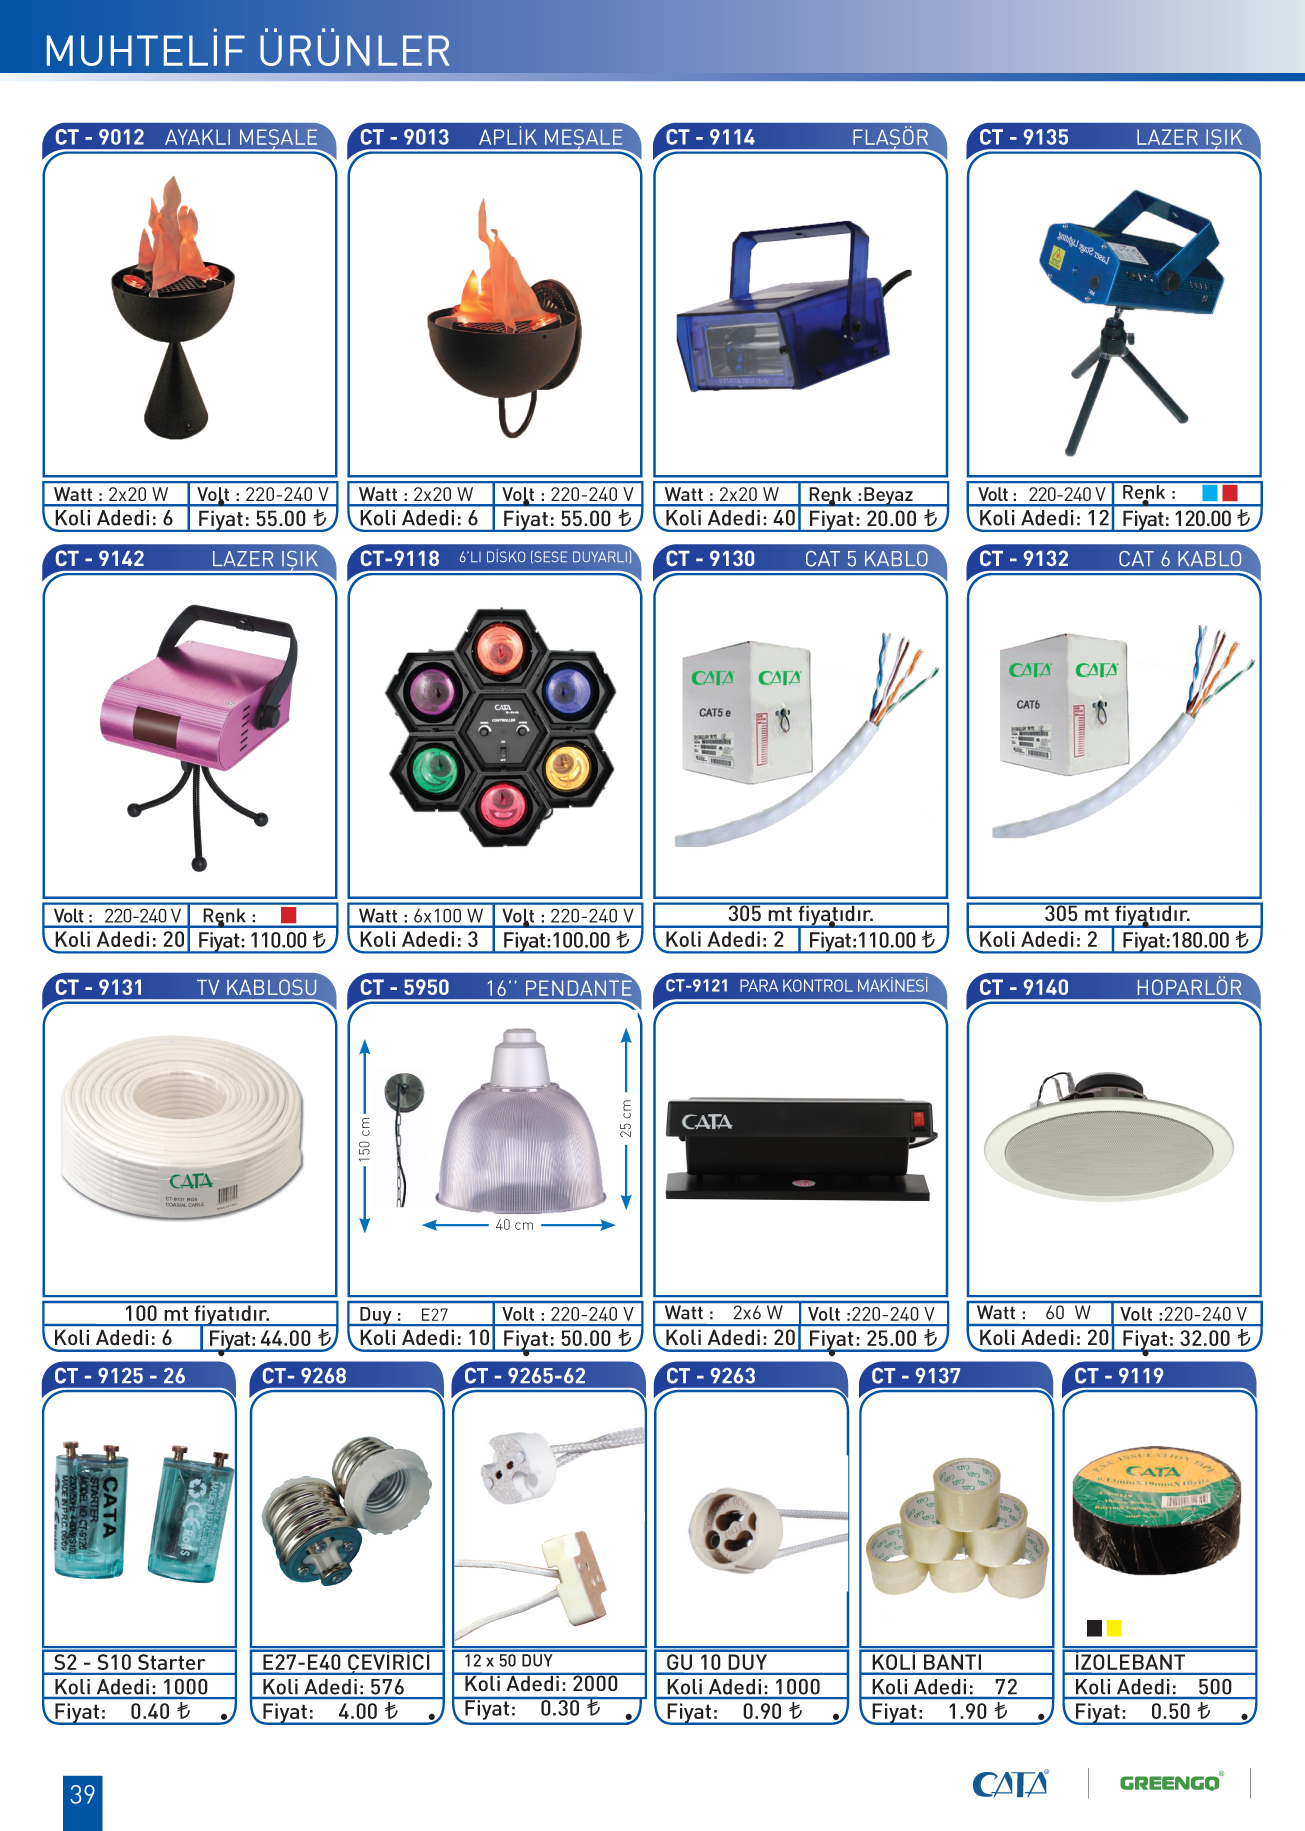 MUHTELİF ÜRÜNLER
CT - 9012 AYAKLI MEŞALE
Watt : 2x20 W Volt : 220-240 V
Koli Adedi: 6 Fiyat: 55.00 ₺
CT - 9013 APLİK MEŞALE
Watt : 2x20 W Volt : 220-240 V
Koli Adedi: 6 Fiyat: 55.00 ₺
CT - 9114 FLAŞÖR
Watt : 2x20 W Renk :Beyaz
Koli Adedi: 40 Fiyat: 20.00 ₺
CT - 9135 LAZER IŞIK
Laser Stage Lighting
Volt : 220-240 V Renk :
Koli Adedi: 12 Fiyat: 120.00 ₺
CT - 9142 LAZER IŞIK
Volt : 220-240 V Renk :
Koli Adedi: 20 Fiyat: 110.00 ₺
CT-9118 6'LI DİSKO (SESE DUYARLI)
CATA
CONTROLLER
Watt : 6x100 W Volt : 220-240 V
Koli Adedi: 3 Fiyat:100.00 ₺
CT - 9130 CAT 5 KABLO
CATA CATA
CAT5 e
305 mt fiyatıdır.
Koli Adedi: 2 Fiyat:110.00 ₺
CT - 9132 CAT 6 KABLO
CATA CATA
CAT6
305 mt fiyatıdır.
Koli Adedi: 2 Fiyat:180.00 ₺
CT - 9131 TV KABLOSU
CATA
CT-9131 RG6
COAXIAL CABLE
100 mt fiyatıdır.
Koli Adedi: 6 Fiyat: 44.00 ₺
CT - 5950 16'' PENDANTE
150 cm
25 cm
40 cm
Duy : E27 Volt : 220-240 V
Koli Adedi: 10 Fiyat: 50.00 ₺
CT-9121 PARA KONTROL MAKİNESİ
CATA
Watt : 2x6 W Volt :220-240 V
Koli Adedi: 20 Fiyat: 25.00 ₺
CT - 9140 HOPARLÖR
Watt : 60 W Volt :220-240 V
Koli Adedi: 20 Fiyat: 32.00 ₺
CT - 9125 - 26
CATA
STARTER
MODEL NO:CT-9126
S2 - S10 Starter
Koli Adedi: 1000
Fiyat: 0.40 ₺
CT- 9268
E27-E40 ÇEVİRİCİ
Koli Adedi: 576
Fiyat: 4.00 ₺
CT - 9265-62
12 x 50 DUY
Koli Adedi: 2000
Fiyat: 0.30 ₺
CT - 9263
GU 10 DUY
Koli Adedi: 1000
Fiyat: 0.90 ₺
CT - 9137
KOLİ BANTI
Koli Adedi: 72
Fiyat: 1.90 ₺
CT - 9119
P.V.C. INSULATION TAPE
CATA
İZOLEBANT
Koli Adedi: 500
Fiyat: 0.50 ₺
39
CATA®
GREENGO®